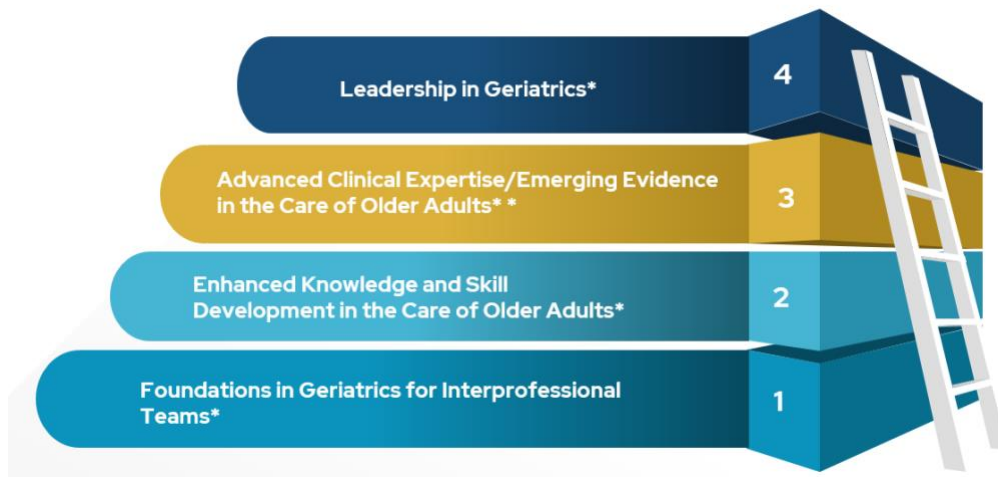 Leadership in Geriatrics*
4
Advanced Clinical Expertise/Emerging Evidence
in the Care of Older Adults* *
3
Enhanced Knowledge and Skill
Development in the Care of Older Adults*
2
Foundations in Geriatrics for Interprofessional
Teams*
1